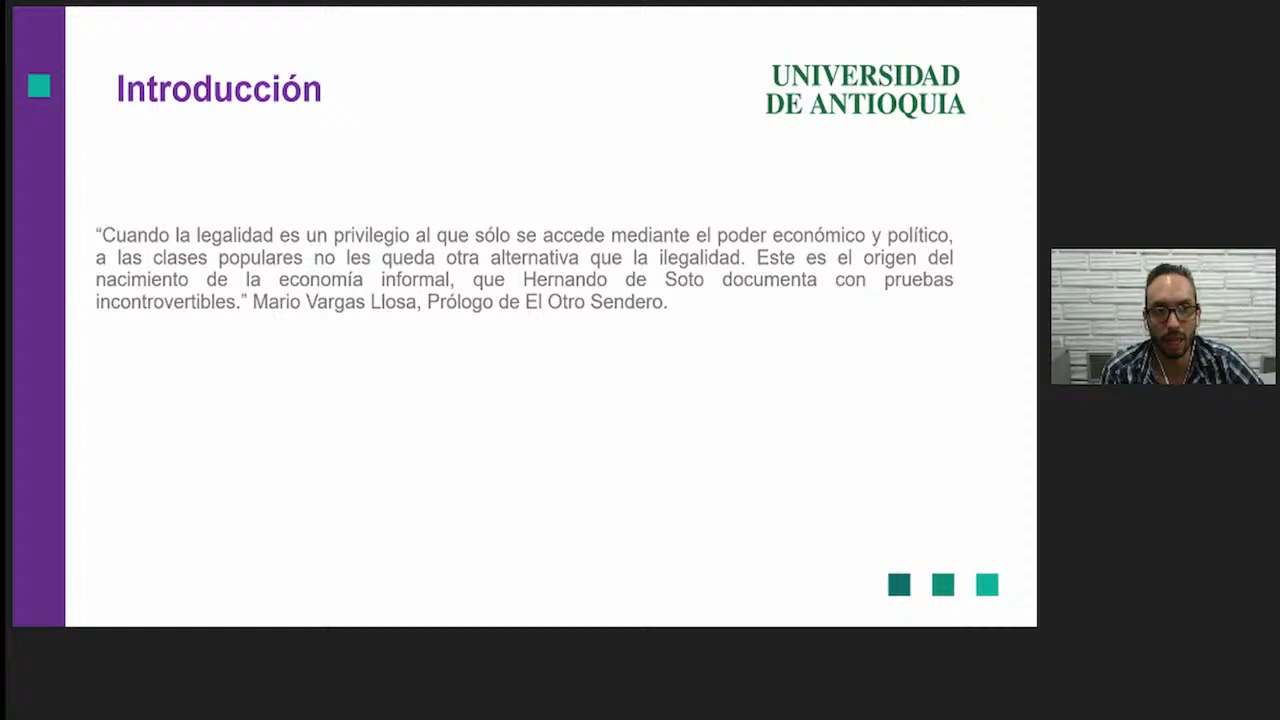 Introducción
UNIVERSIDAD
DE ANTIOQUIA
“Cuando la legalidad es un privilegio al que sólo se accede mediante el poder económico y político,
a las clases populares no les queda otra alternativa que la ilegalidad. Este es el origen del
nacimiento de la economía informal, que Hernando de Soto documenta con pruebas
incontrovertibles.” Mario Vargas Llosa, Prólogo de El Otro Sendero.